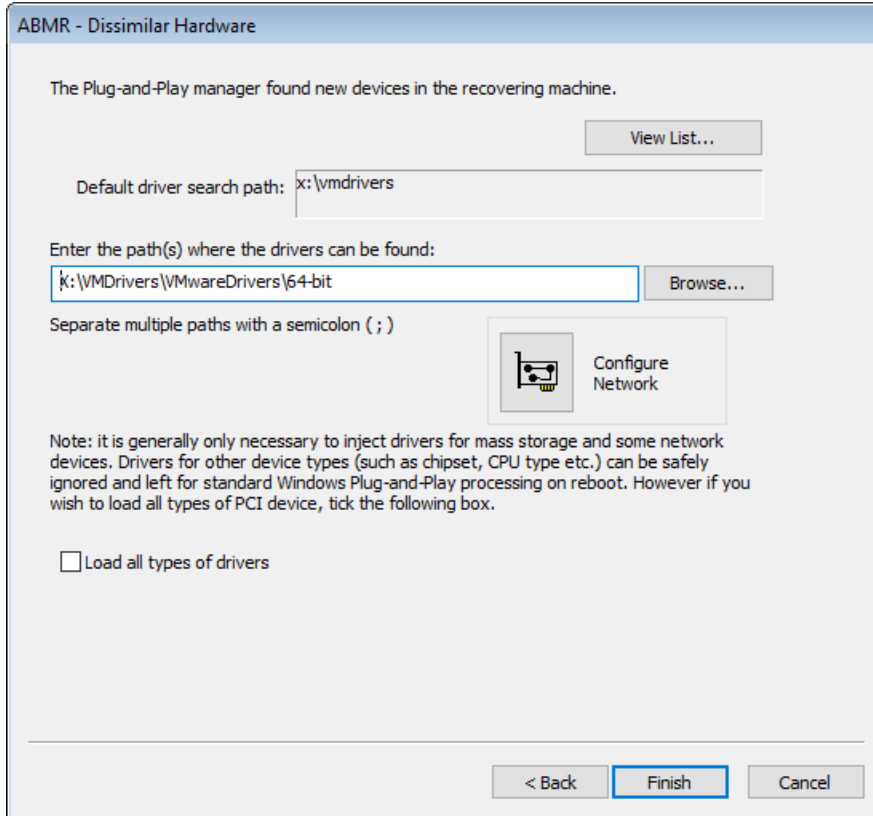 ABMR - Dissimilar Hardware
The Plug-and-Play manager found new devices in the recovering machine.
View List...
Default driver search path: x:\vmdrivers
Enter the path(s) where the drivers can be found:
X:\VMDrivers\VMwareDrivers\64-bit Browse...
Separate multiple paths with a semicolon ( ; )
Configure
Network
Note: it is generally only necessary to inject drivers for mass storage and some network
devices. Drivers for other device types (such as chipset, CPU type etc.) can be safely
ignored and left for standard Windows Plug-and-Play processing on reboot. However if you
wish to load all types of PCI device, tick the following box.
Load all types of drivers
< Back Finish Cancel